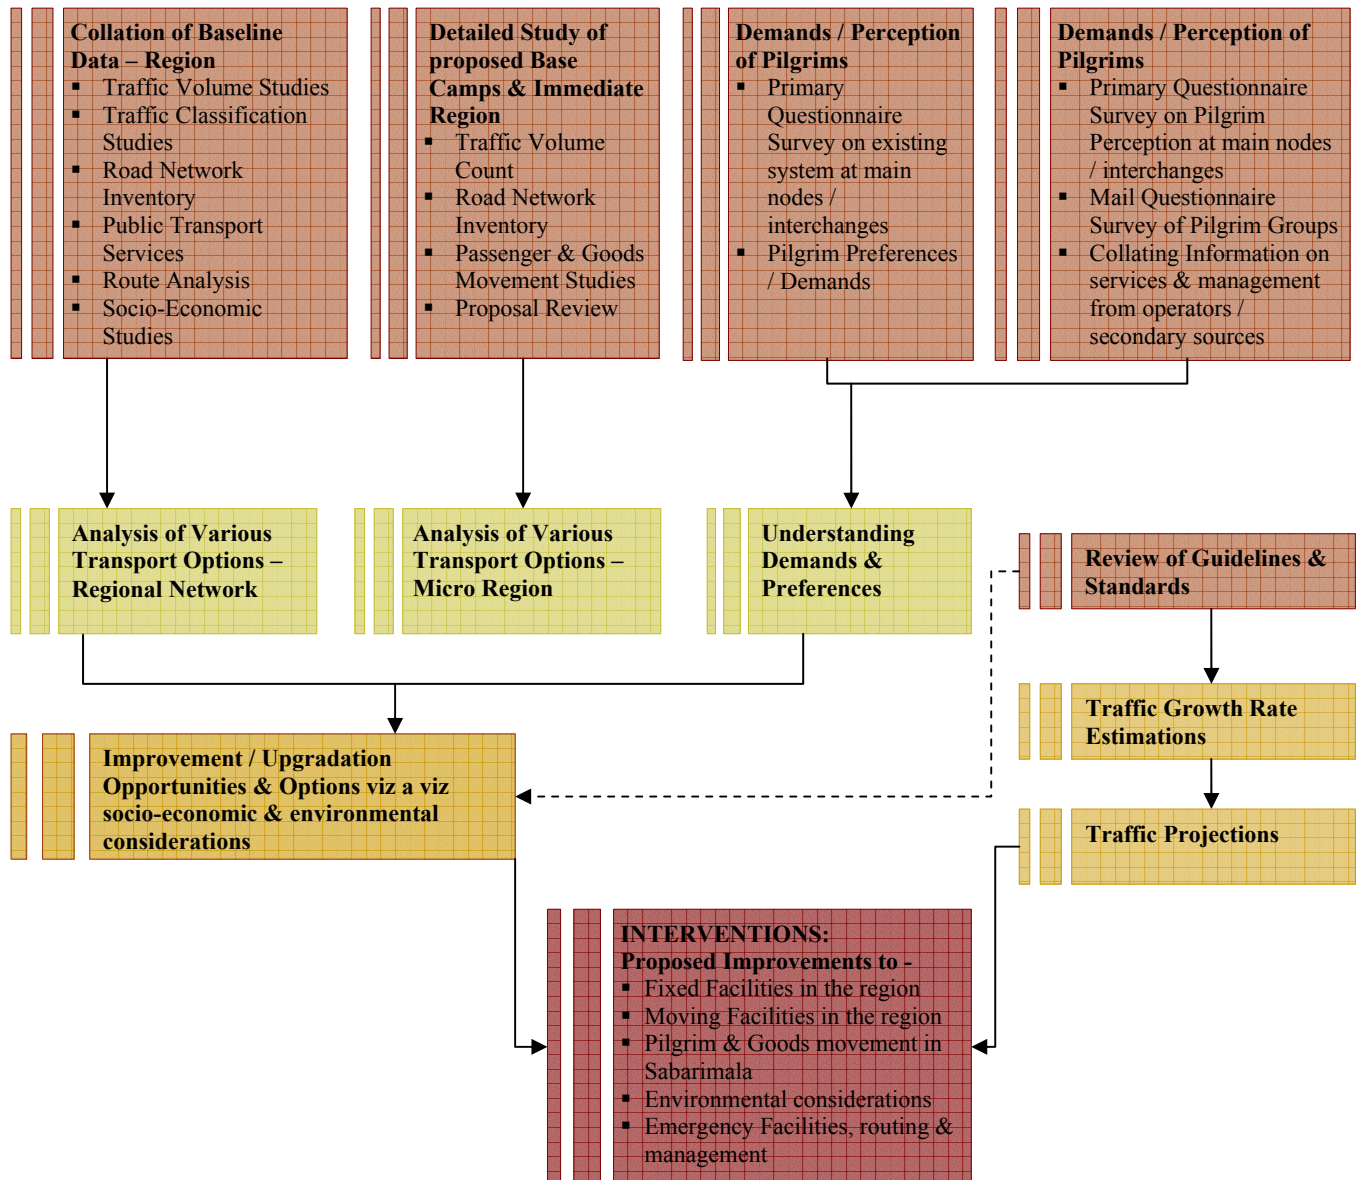 Collation of Baseline
Data – Region
▪ Traffic Volume Studies
▪ Traffic Classification
Studies
▪ Road Network
Inventory
▪ Public Transport
Services
▪ Route Analysis
▪ Socio-Economic
Studies
Detailed Study of
proposed Base
Camps & Immediate
Region
▪ Traffic Volume
Count
▪ Road Network
Inventory
▪ Passenger & Goods
Movement Studies
▪ Proposal Review
Demands / Perception
of Pilgrims
▪ Primary
Questionnaire
Survey on existing
system at main
nodes /
interchanges
▪ Pilgrim Preferences
/ Demands
Demands / Perception of
Pilgrims
▪ Primary Questionnaire
Survey on Pilgrim
Perception at main nodes
/ interchanges
▪ Mail Questionnaire
Survey of Pilgrim Groups
▪ Collating Information on
services & management
from operators /
secondary sources
Analysis of Various
Transport Options –
Regional Network
Analysis of Various
Transport Options –
Micro Region
Understanding
Demands &
Preferences
Review of Guidelines &
Standards
Traffic Growth Rate
Estimations
Improvement / Upgradation
Opportunities & Options viz a viz
socio-economic & environmental
considerations
Traffic Projections
INTERVENTIONS:
Proposed Improvements to -
▪ Fixed Facilities in the region
▪ Moving Facilities in the region
▪ Pilgrim & Goods movement in
Sabarimala
▪ Environmental considerations
▪ Emergency Facilities, routing &
management